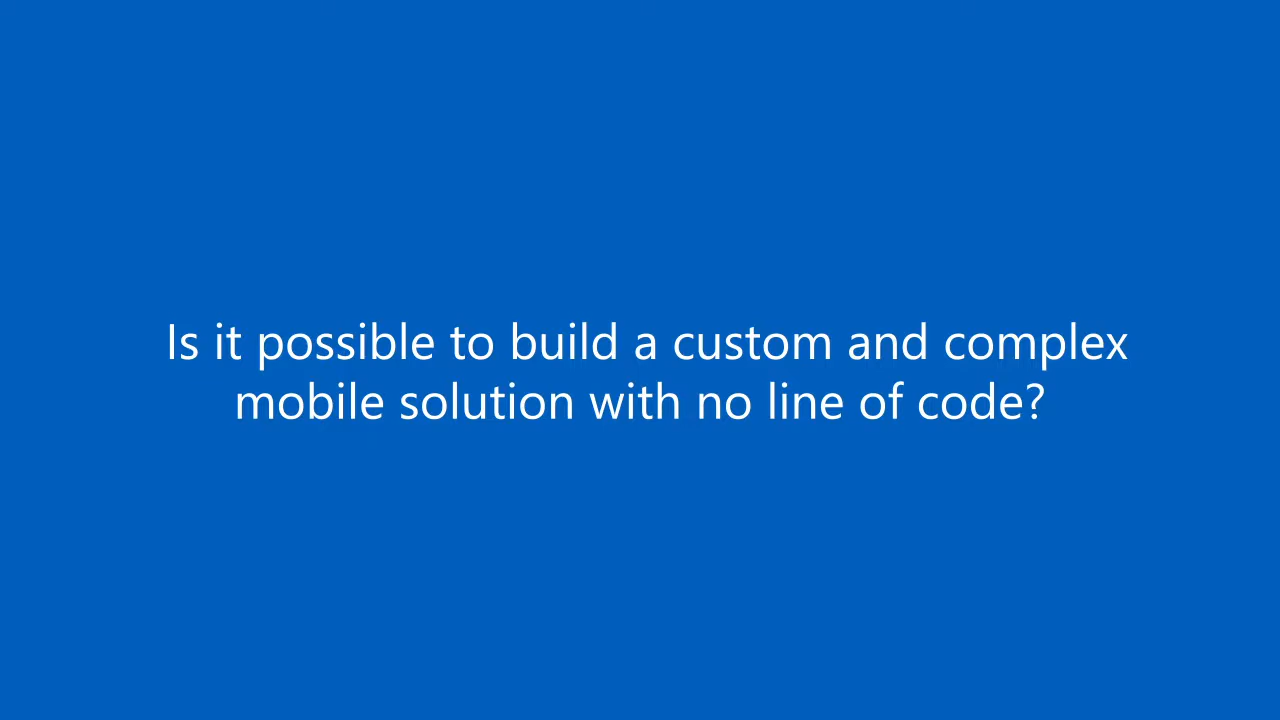 Is it possible to build a custom and complex
mobile solution with no line of code?